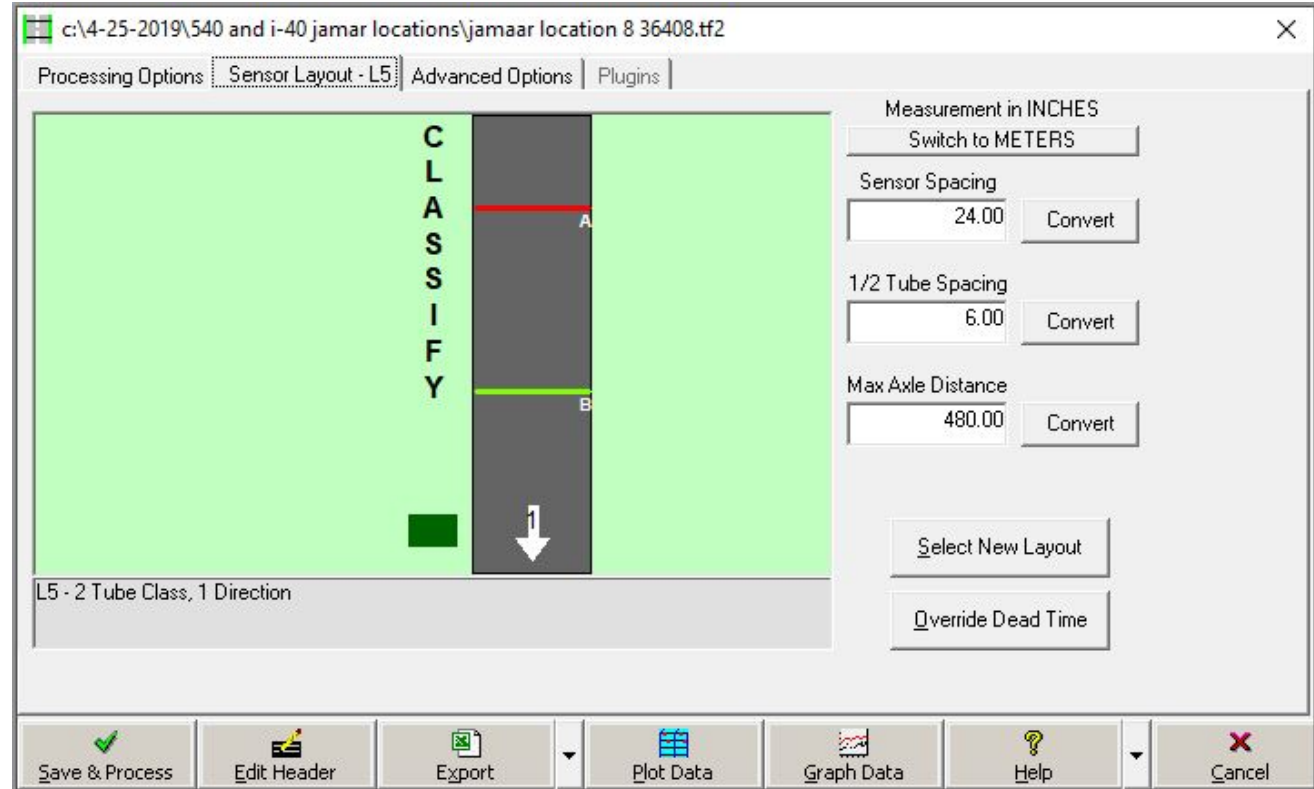 c:\4-25-2019\540 and i-40 jamar locations\jamaar location 8 36408.tf2
Processing Options Sensor Layout - L5 Advanced Options Plugins
Measurement in INCHES
Switch to METERS
CLASSIFY
A
B
1
Sensor Spacing
24.00 Convert
1/2 Tube Spacing
6.00 Convert
Max Axle Distance
480.00 Convert
Select New Layout
Override Dead Time
L5 - 2 Tube Class, 1 Direction
Save & Process Edit Header Export Plot Data Graph Data Help Cancel